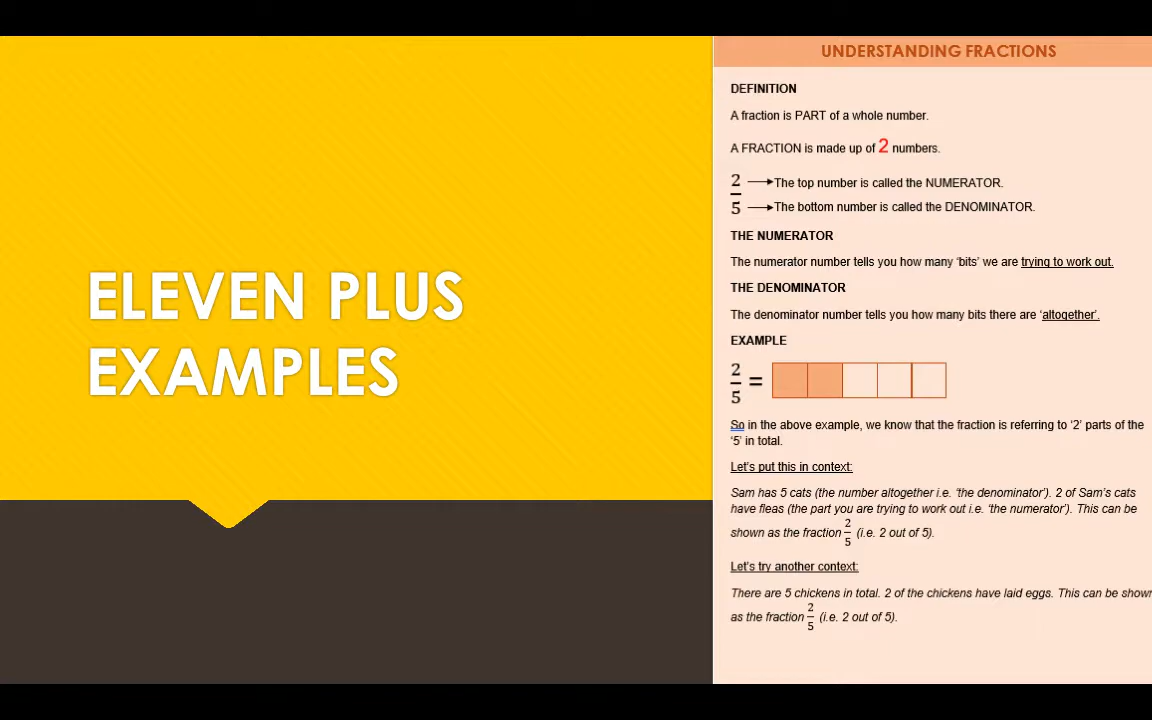 ELEVEN PLUS
EXAMPLES
UNDERSTANDING FRACTIONS
DEFINITION
A fraction is PART of a whole number.
A FRACTION is made up of 2 numbers.
2 The top number is called the NUMERATOR.
5 The bottom number is called the DENOMINATOR.
THE NUMERATOR
The numerator number tells you how many ‘bits’ we are trying to work out.
THE DENOMINATOR
The denominator number tells you how many bits there are ‘altogether’.
EXAMPLE
2/5 =
So in the above example, we know that the fraction is referring to ‘2’ parts of the
‘5’ in total.
Let’s put this in context:
Sam has 5 cats (the number altogether i.e. ‘the denominator’). 2 of Sam’s cats
have fleas (the part you are trying to work out i.e. ‘the numerator’). This can be
shown as the fraction 2/5 (i.e. 2 out of 5).
Let’s try another context:
There are 5 chickens in total. 2 of the chickens have laid eggs. This can be shown
as the fraction 2/5 (i.e. 2 out of 5).